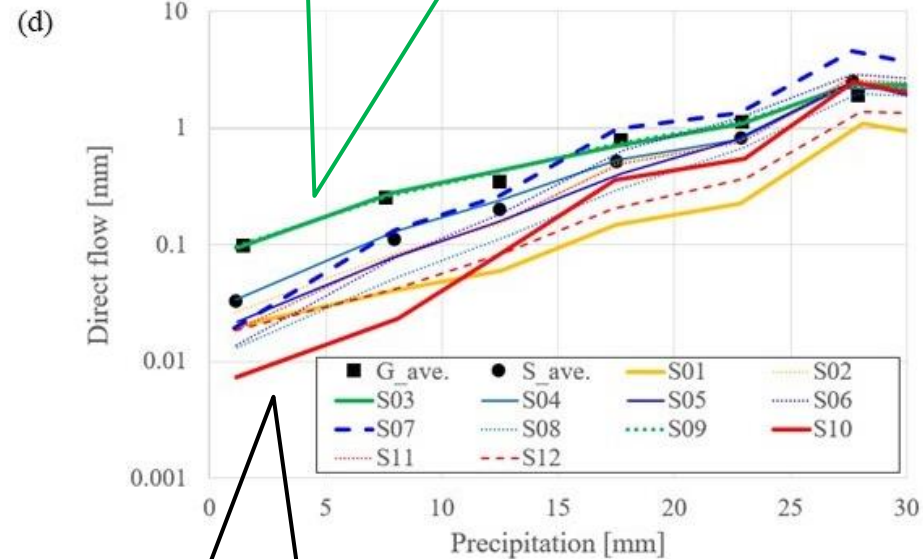 (d)
10
1
0.1
0.01
0.001
Direct flow [mm]
G_ave. S_ave. S01 S02
S03 S04 S05 S06
S07 S08 S09 S10
S11 S12
0 5 10 15 20 25 30
Precipitation [mm]